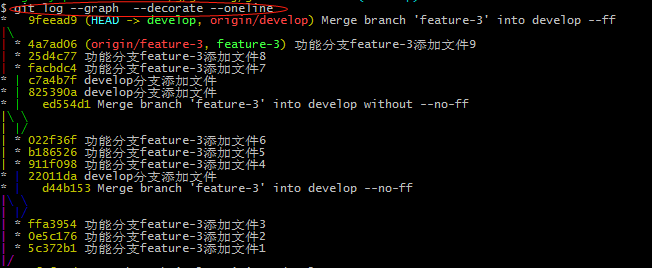 $ git log --graph --decorate --oneline
*   9feead9 (HEAD -> develop, origin/develop) Merge branch 'feature-3' into develop --ff
|\
| * 4a7ad06 (origin/feature-3, feature-3) 功能分支feature-3添加文件9
| * 25d4c77 功能分支feature-3添加文件8
| * facbdc4 功能分支feature-3添加文件7
* | c7a4b7f develop分支添加文件
* | 825390a develop分支添加文件
* |   ed554d1 Merge branch 'feature-3' into develop without --no-ff
|\ \
| |/
| * 022f36f 功能分支feature-3添加文件6
| * b186526 功能分支feature-3添加文件5
| * 911f098 功能分支feature-3添加文件4
* | 22011da develop分支添加文件
* |   d44b153 Merge branch 'feature-3' into develop --no-ff
|\ \
| |/
| * ffa3954 功能分支feature-3添加文件3
| * 0e5c176 功能分支feature-3添加文件2
| * 5c372b1 功能分支feature-3添加文件1
|/